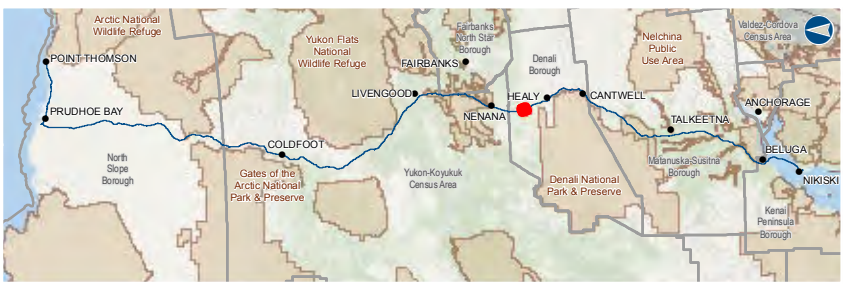 Arctic National
Wildlife Refuge
POINT THOMSON
PRUDHOE BAY
North
Slope
Borough
COLDFOOT
Gates of the
Arctic National
Park & Preserve
Yukon Flats
National
Wildlife Refuge
LIVENGOOD
FAIRBANKS
Fairbanks
North Star
Borough
NENANA
Yukon-Koyukuk
Census Area
HEALY
Denali
Borough
CANTWELL
Denali National
Park & Preserve
Nelchina
Public
Use Area
TALKEETNA
Matanuska-Susitna
Borough
Valdez-Cordova
Census Area
ANCHORAGE
BELUGA
NIKISKI
Kenai
Peninsula
Borough